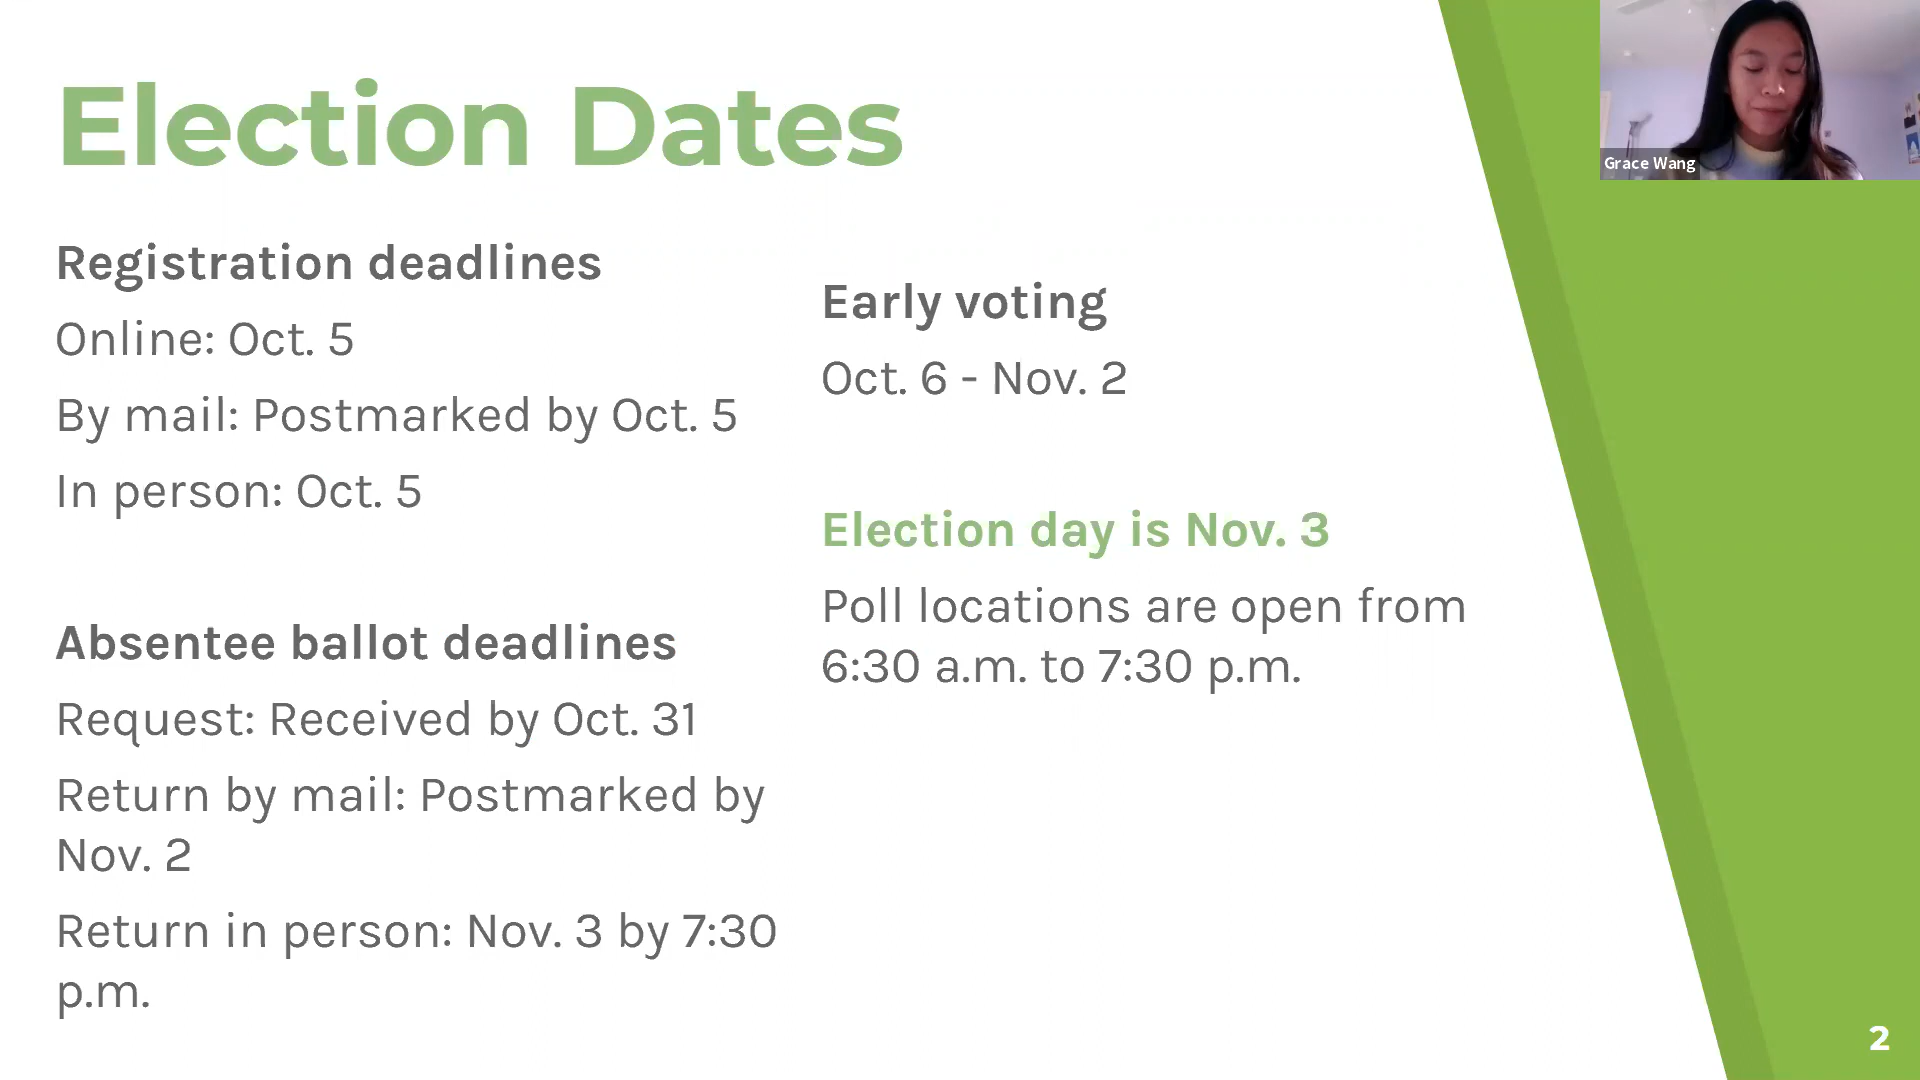 Election Dates
Registration deadlines
Online: Oct. 5
By mail: Postmarked by Oct. 5
In person: Oct. 5
Absentee ballot deadlines
Request: Received by Oct. 31
Return by mail: Postmarked by
Nov. 2
Return in person: Nov. 3 by 7:30
p.m.
Early voting
Oct. 6 - Nov. 2
Election day is Nov. 3
Poll locations are open from
6:30 a.m. to 7:30 p.m.
Grace Wang
2